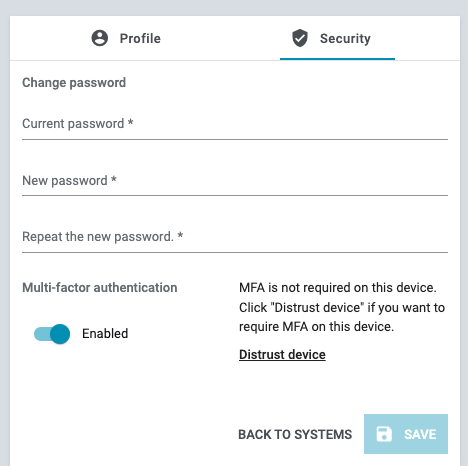 Profile
Security
Change password
Current password *
New password *
Repeat the new password. *
Multi-factor authentication
Enabled
MFA is not required on this device.
Click "Distrust device" if you want to
require MFA on this device.
Distrust device
BACK TO SYSTEMS
SAVE